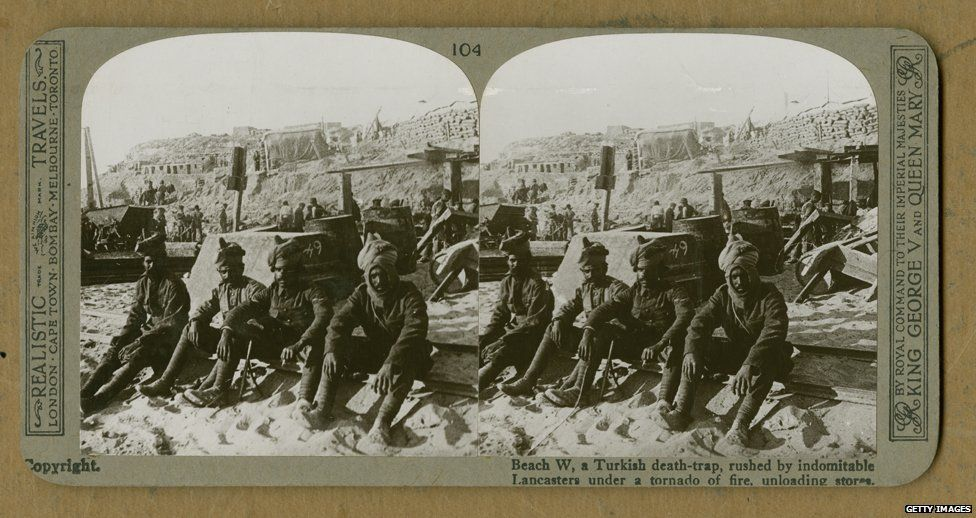 104
REALISTIC TRAVELS.
TRADE MARK
LONDON·CAPE TOWN·BOMBAY·MELBOURNE·TORONTO.
BY ROYAL COMMAND TO THEIR IMPERIAL MAJESTIES
KING GEORGE V AND QUEEN MARY
Copyright.
Beach W, a Turkish death-trap, rushed by indomitable
Lancasters under a tornado of fire, unloading stores.
GETTY IMAGES